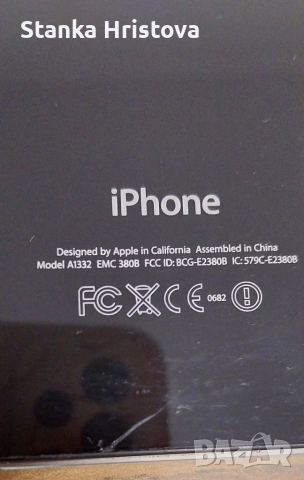 Stanka Hristova
iPhone
Designed by Apple in California Assembled in China
Model A1332 EMC 380B FCC ID: BCG-E2380B IC: 579C-E2380B
FC CE 0682 !
BAZAR